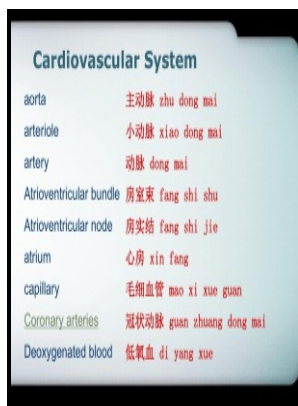 Cardiovascular System
aorta 主动脉 zhu dong mai
arteriole 小动脉 xiao dong mai
artery 动脉 dong mai
Atrioventricular bundle 房室束 fang shi shu
Atrioventricular node 房实结 fang shi jie
atrium 心房 xin fang
capillary 毛细血管 mao xi xue guan
Coronary arteries 冠状动脉 guan zhuang dong mai
Deoxygenated blood 低氧血 di yang xue